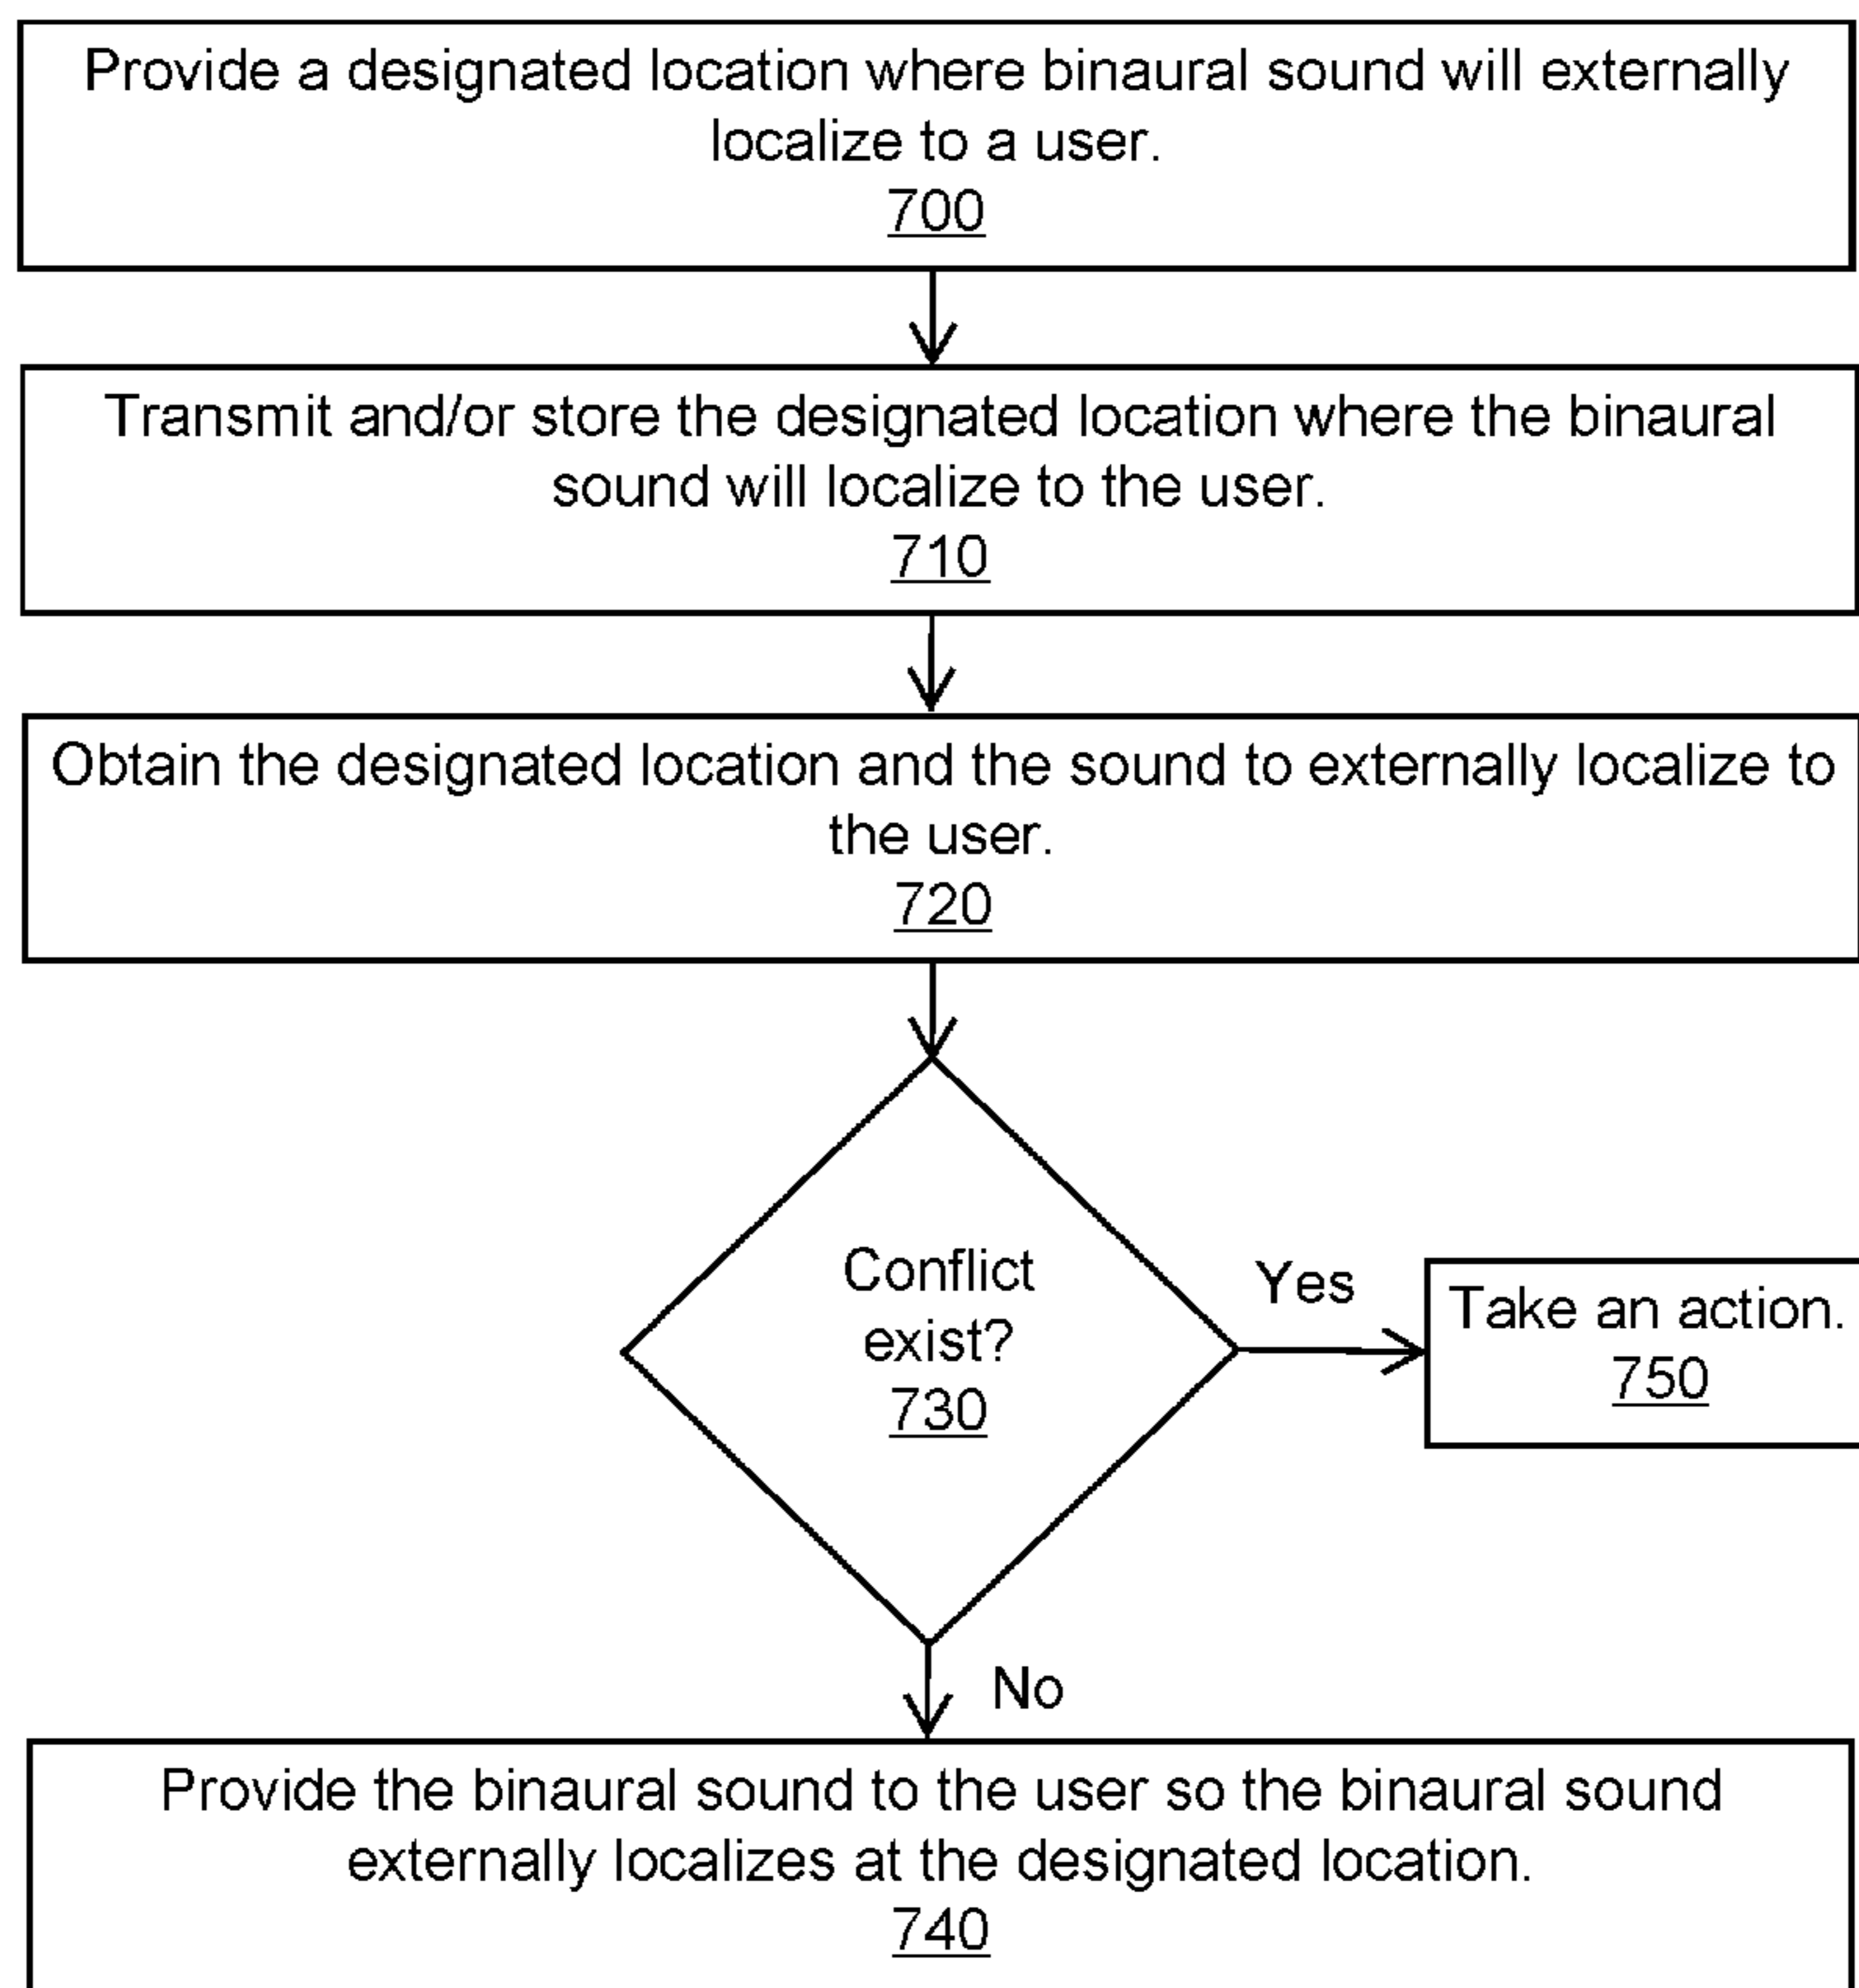 Provide a designated location where binaural sound will externally
localize to a user.
700
Transmit and/or store the designated location where the binaural
sound will localize to the user.
710
Obtain the designated location and the sound to externally localize to
the user.
720
Conflict
exist?
730
Yes
Take an action.
750
No
Provide the binaural sound to the user so the binaural sound
externally localizes at the designated location.
740